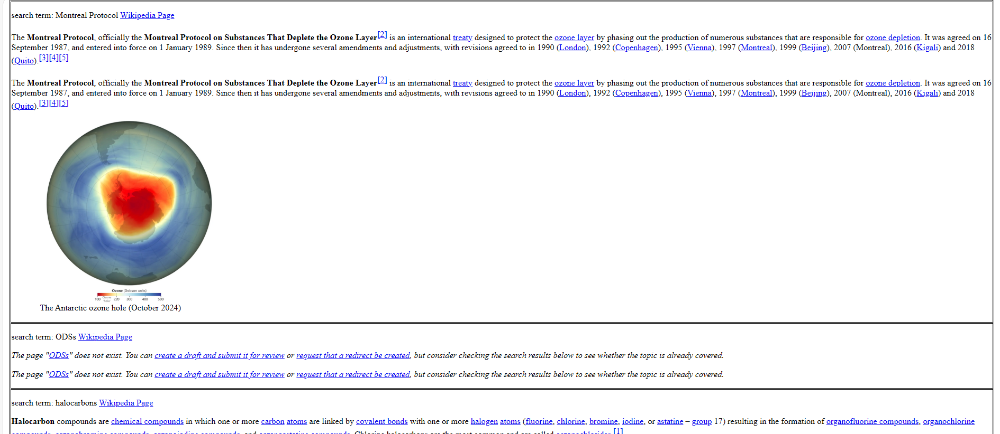 search term: Montreal Protocol Wikipedia Page
The Montreal Protocol, officially the Montreal Protocol on Substances That Deplete the Ozone Layer[2] is an international treaty designed to protect the ozone layer by phasing out the production of numerous substances that are responsible for ozone depletion. It was agreed on 16
September 1987, and entered into force on 1 January 1989. Since then it has undergone several amendments and adjustments, with revisions agreed to in 1990 (London), 1992 (Copenhagen), 1995 (Vienna), 1997 (Montreal), 1999 (Beijing), 2007 (Montreal), 2016 (Kigali) and 2018
(Quito).[3][4][5]
The Montreal Protocol, officially the Montreal Protocol on Substances That Deplete the Ozone Layer[2] is an international treaty designed to protect the ozone layer by phasing out the production of numerous substances that are responsible for ozone depletion. It was agreed on 16
September 1987, and entered into force on 1 January 1989. Since then it has undergone several amendments and adjustments, with revisions agreed to in 1990 (London), 1992 (Copenhagen), 1995 (Vienna), 1997 (Montreal), 1999 (Beijing), 2007 (Montreal), 2016 (Kigali) and 2018
(Quito).[3][4][5]
Ozone (Dobson units)
100 Ozone 220 300 400 500
"hole"
The Antarctic ozone hole (October 2024)
search term: ODSs Wikipedia Page
The page "ODSs" does not exist. You can create a draft and submit it for review or request that a redirect be created, but consider checking the search results below to see whether the topic is already covered.
The page "ODSs" does not exist. You can create a draft and submit it for review or request that a redirect be created, but consider checking the search results below to see whether the topic is already covered.
search term: halocarbons Wikipedia Page
Halocarbon compounds are chemical compounds in which one or more carbon atoms are linked by covalent bonds with one or more halogen atoms (fluorine, chlorine, bromine, iodine, or astatine – group 17) resulting in the formation of organofluorine compounds, organochlorine
compounds, organobromine compounds, organoiodine compounds, and organoastatine compounds. Chlorine halocarbons are the most common and are called organochlorides.[1]